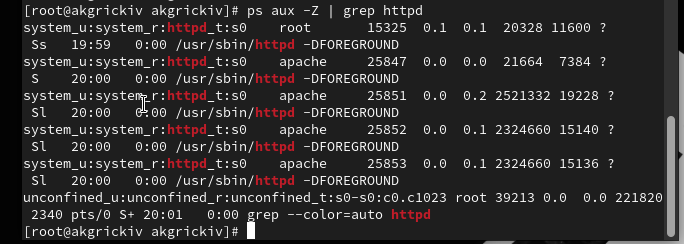 [root@akgrickiv akgrickiv]# ps aux -Z | grep httpd
system_u:system_r:httpd_t:s0    root       15325  0.1  0.1  20328 11600 ?
 Ss   19:59   0:00 /usr/sbin/httpd -DFOREGROUND
system_u:system_r:httpd_t:s0    apache     25847  0.0  0.0  21664  7384 ?
 S    20:00   0:00 /usr/sbin/httpd -DFOREGROUND
system_u:system_r:httpd_t:s0    apache     25851  0.0  0.2 2521332 19228 ?
 Sl   20:00   0:00 /usr/sbin/httpd -DFOREGROUND
system_u:system_r:httpd_t:s0    apache     25852  0.0  0.1 2324660 15140 ?
 Sl   20:00   0:00 /usr/sbin/httpd -DFOREGROUND
system_u:system_r:httpd_t:s0    apache     25853  0.0  0.1 2324660 15136 ?
 Sl   20:00   0:00 /usr/sbin/httpd -DFOREGROUND
unconfined_u:unconfined_r:unconfined_t:s0-s0:c0.c1023 root 39213 0.0  0.0 221820
 2340 pts/0 S+ 20:01   0:00 grep --color=auto httpd
[root@akgrickiv akgrickiv]#